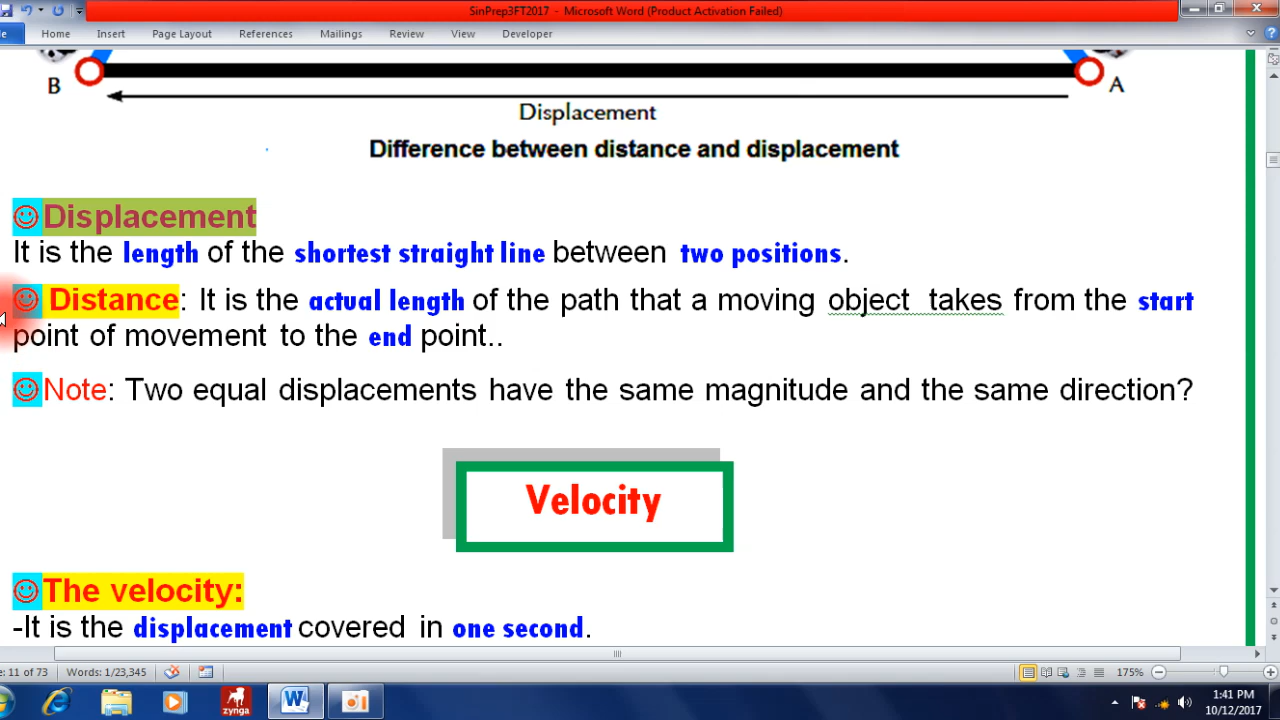 SinPrep3FT2017 - Microsoft Word (Product Activation Failed)
Home Insert Page Layout References Mailings Review View Developer
B A
Displacement
Difference between distance and displacement
Displacement
It is the length of the shortest straight line between two positions.
Distance: It is the actual length of the path that a moving object takes from the start
point of movement to the end point..
Note: Two equal displacements have the same magnitude and the same direction?
Velocity
The velocity:
-It is the displacement covered in one second.
e: 11 of 73 Words: 1/23,345 175%
zynga
1:41 PM
10/12/2017